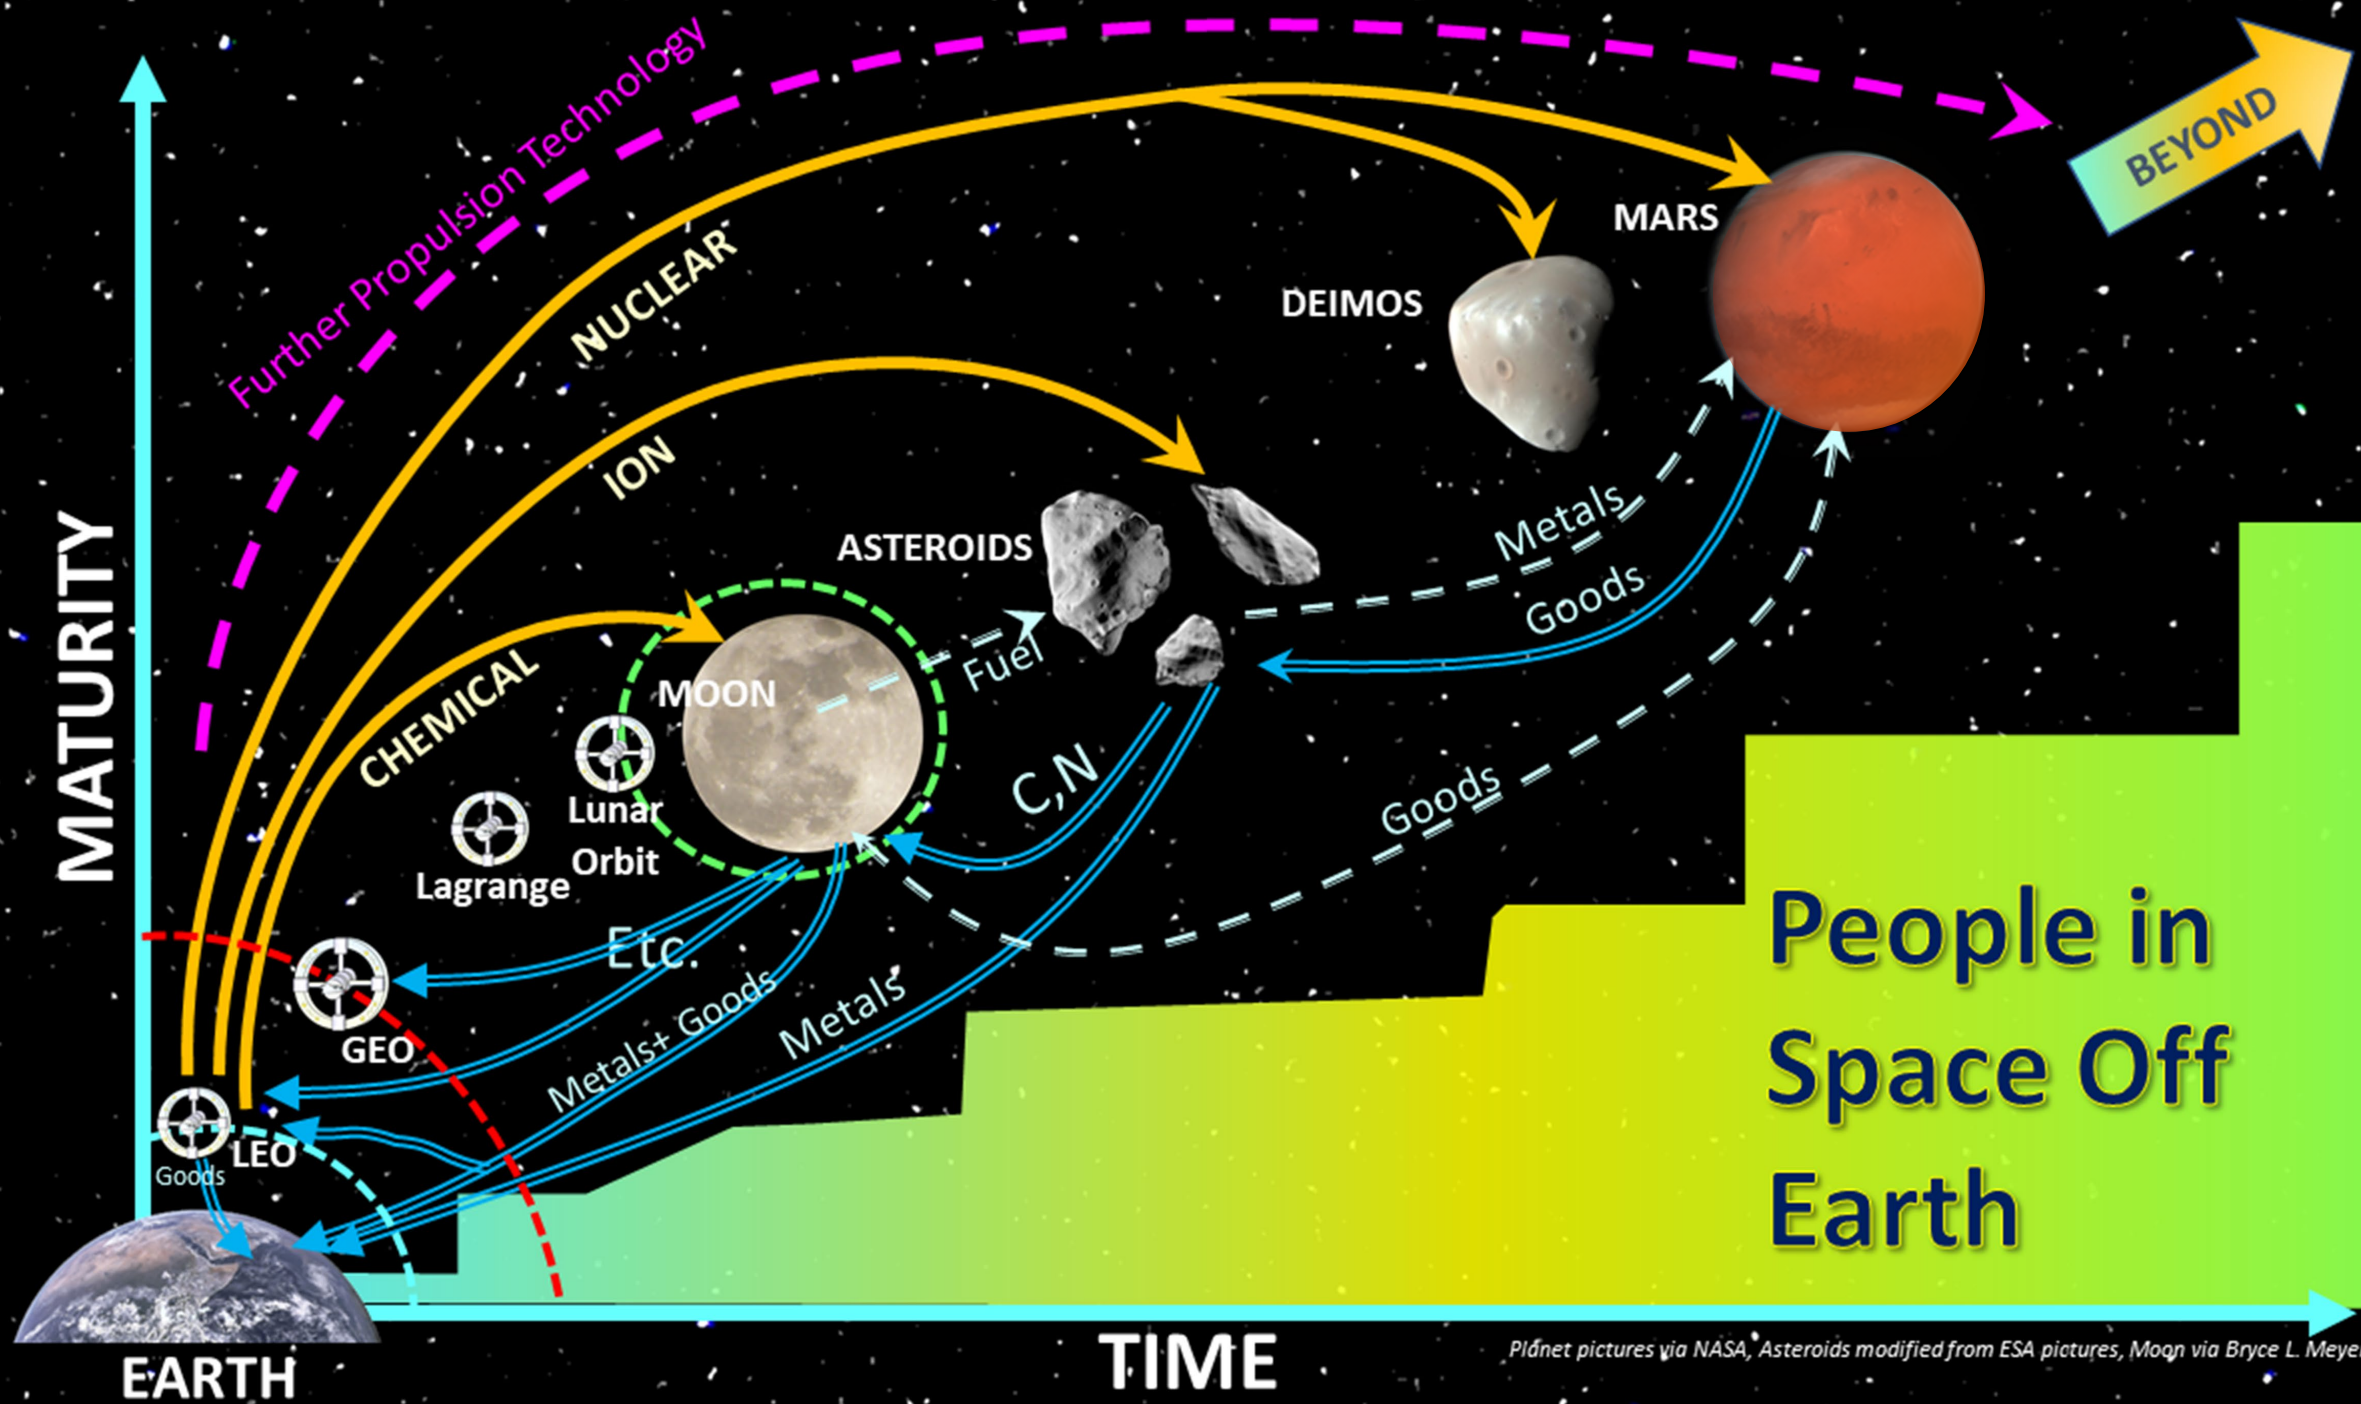 Further Propulsion Technology
BEYOND
NUCLEAR
MARS
DEIMOS
ION
MATURITY
ASTEROIDS
Metals
Goods
Fuel
MOON
CHEMICAL
C,N
Goods
Lunar
Orbit
Lagrange
Etc.
Metals+ Goods
Metals
GEO
LEO
Goods
People in
Space Off
Earth
EARTH
TIME
Planet pictures via NASA, Asteroids modified from ESA pictures, Moon via Bryce L. Meye